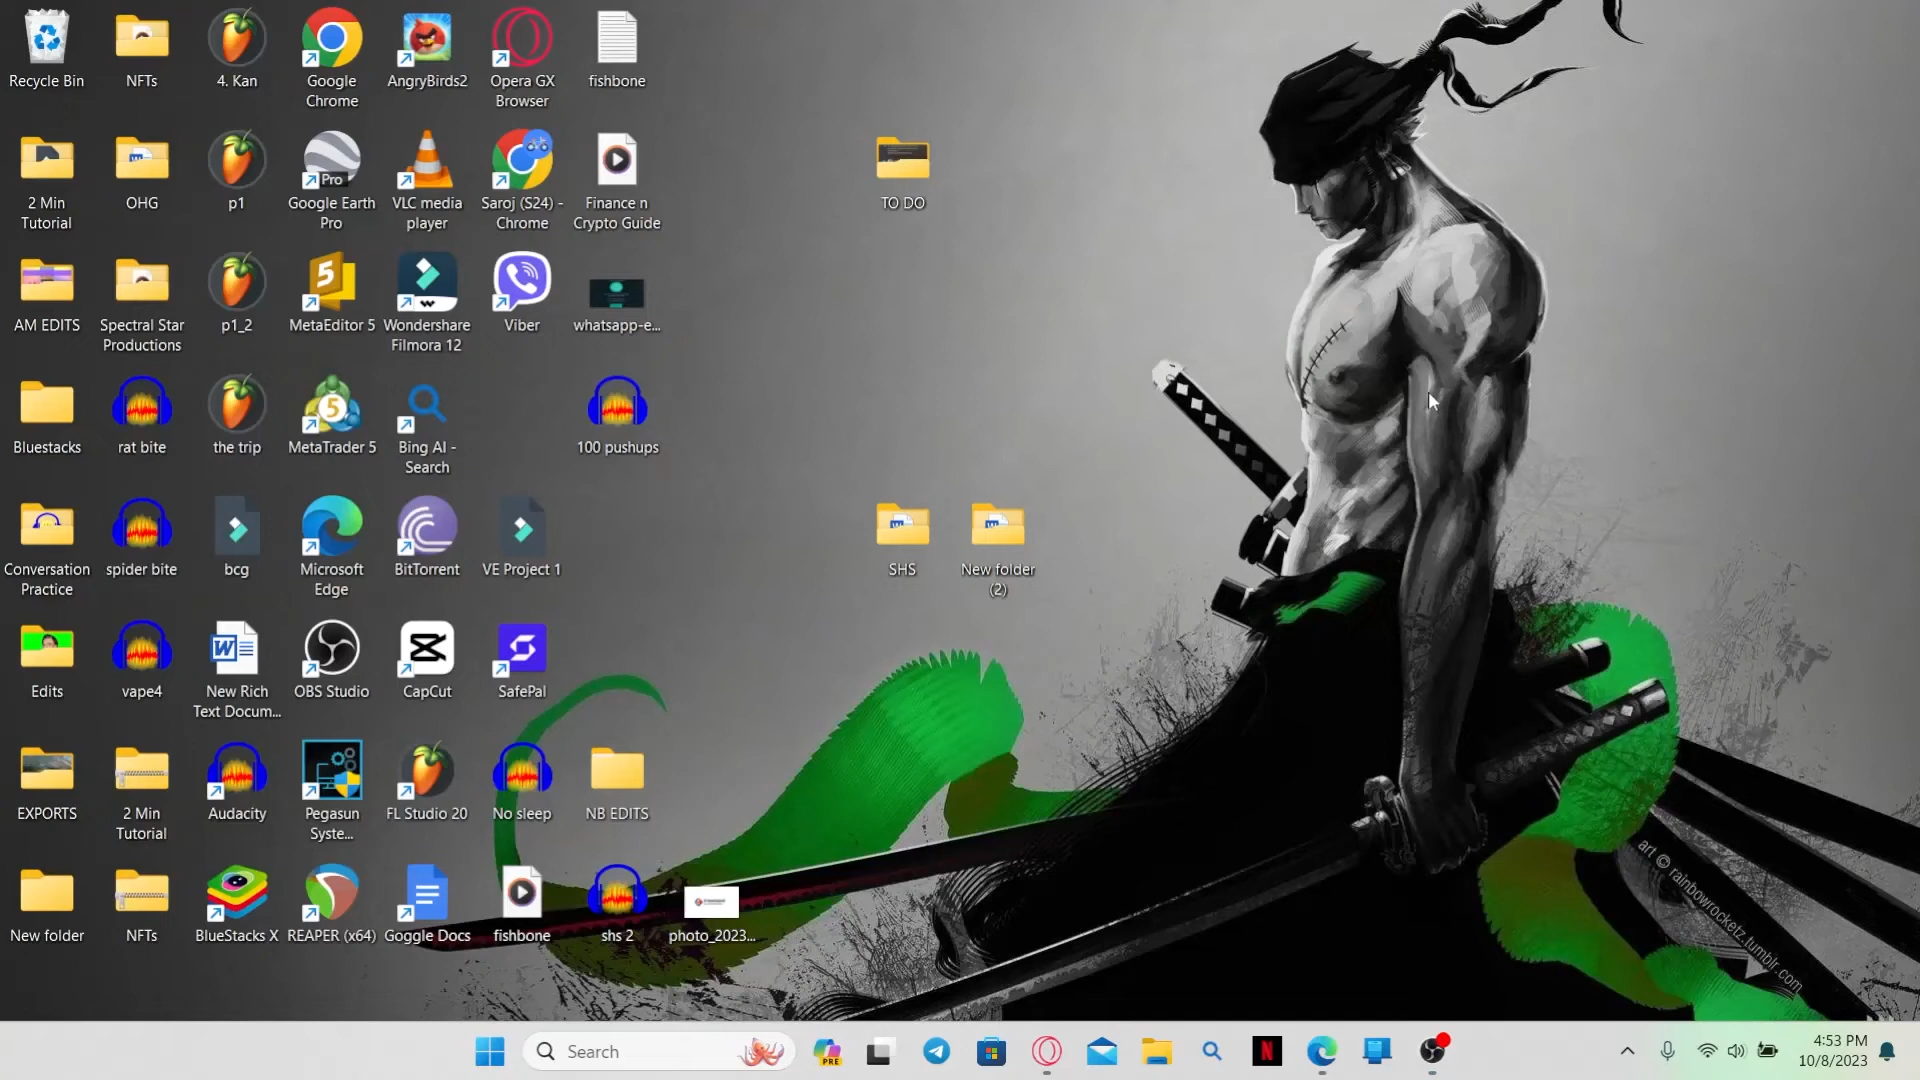 Recycle Bin
NFTs
4. Kan
Google
Chrome
AngryBirds2
Opera GX
Browser
fishbone
2 Min
Tutorial
OHG
p1
Pro
Google Earth
Pro
VLC media
player
Saroj (S24) -
Chrome
Finance n
Crypto Guide
TO DO
AM EDITS
Spectral Star
Productions
p1_2
5
MetaEditor 5
Wondershare
Filmora 12
Viber
whatsapp-e...
Bluestacks
rat bite
the trip
5
MetaTrader 5
Bing AI -
Search
100 pushups
Conversation
Practice
spider bite
bcg
Microsoft
Edge
BitTorrent
VE Project 1
SHS
New folder
(2)
Edits
vape4
W
New Rich
Text Docum...
OBS Studio
CapCut
SafePal
EXPORTS
2 Min
Tutorial
Audacity
Pegasun
Syste...
FL Studio 20
No sleep
NB EDITS
New folder
NFTs
BlueStacks X
REAPER (x64)
Goggle Docs
fishbone
shs 2
photo_2023...
art © rainbowrocketz.tumblr.com
Search
PRE
N
4:53 PM
10/8/2023